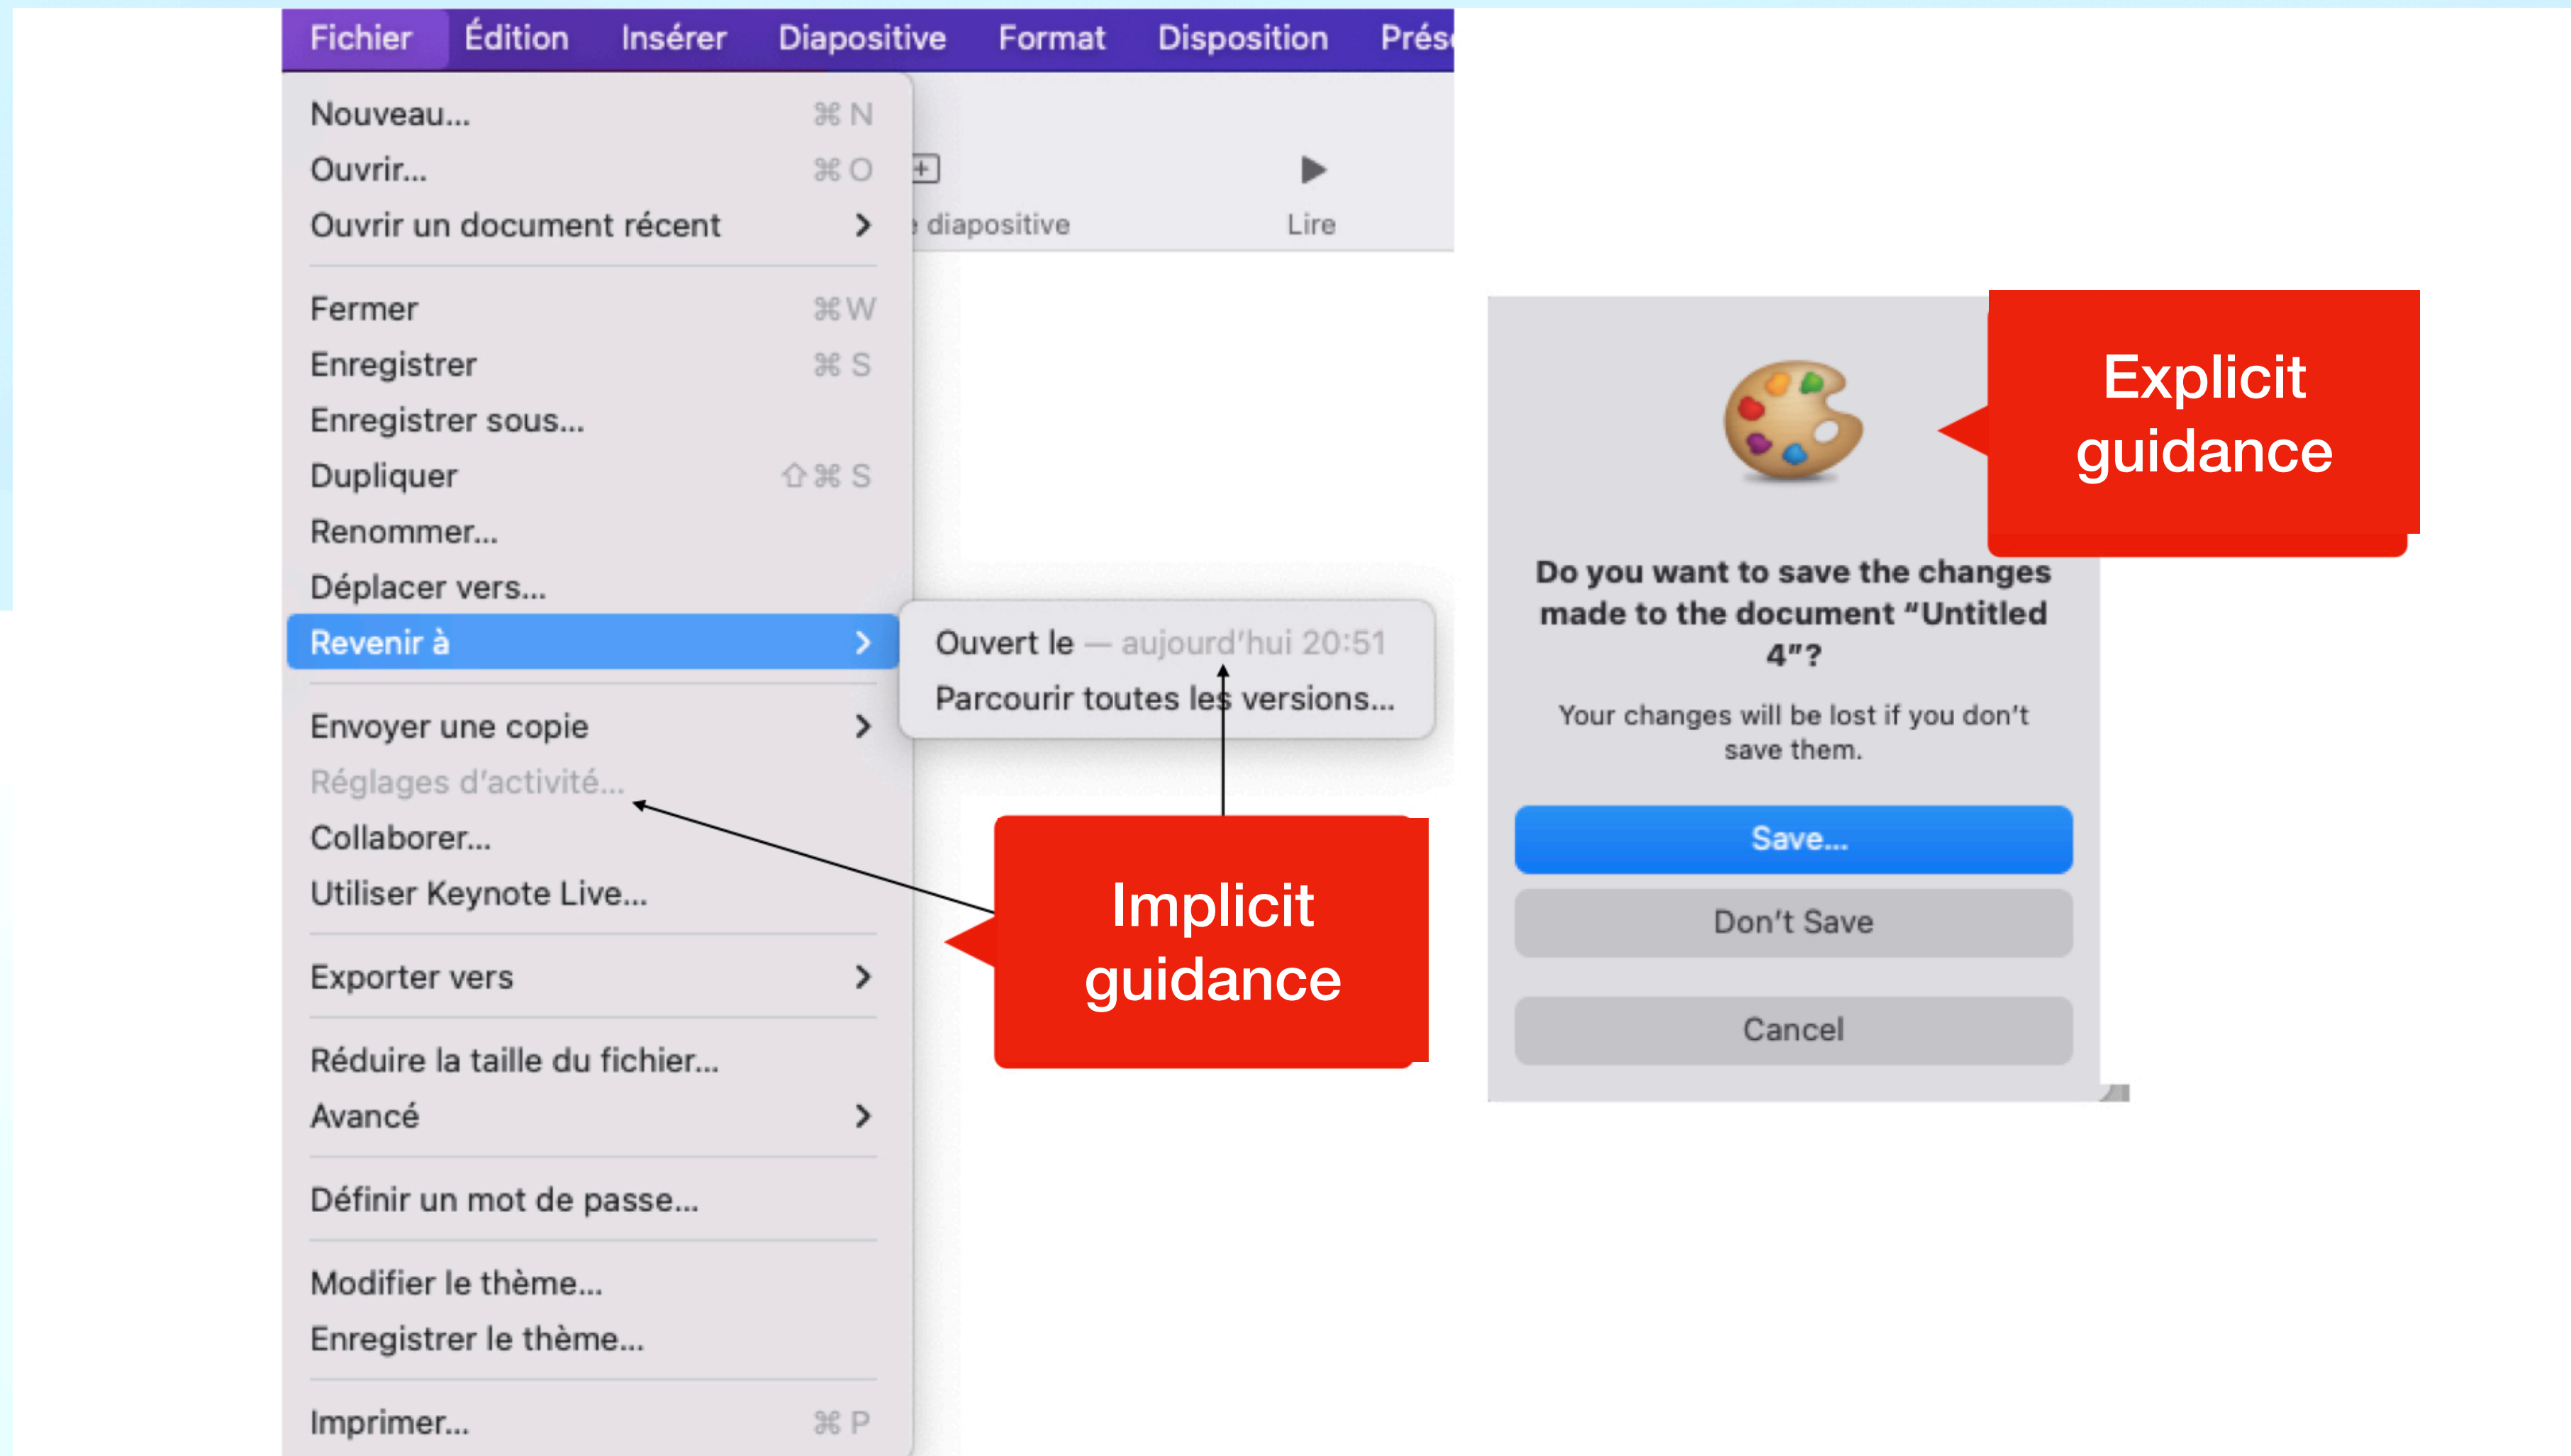 Fichier Édition Insérer Diapositive Format Disposition
Nouveau... ⌘ N
Ouvrir... ⌘ O
Ouvrir un document récent
diapositive
Lire
Fermer ⌘ W
Enregistrer ⌘ S
Enregistrer sous...
Dupliquer ⇧ ⌘ S
Renommer...
Déplacer vers...
Revenir à
Ouvert le — aujourd'hui 20:51
Parcourir toutes les versions...
Envoyer une copie
Réglages d'activité...
Collaborer...
Utiliser Keynote Live...
Exporter vers
Réduire la taille du fichier...
Avancé
Définir un mot de passe...
Modifier le thème...
Enregistrer le thème...
Imprimer... ⌘ P
Implicit
guidance
Explicit
guidance
Do you want to save the changes
made to the document “Untitled
4”?
Your changes will be lost if you don't
save them.
Save...
Don't Save
Cancel